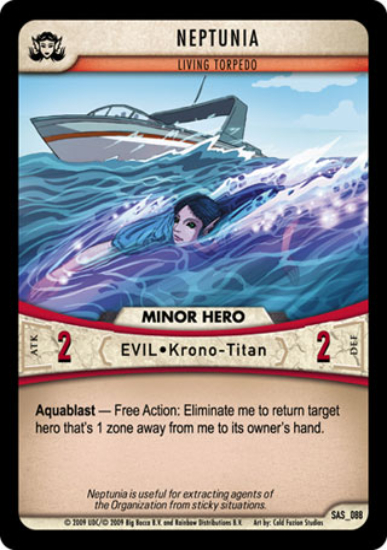 NEPTUNIA
LIVING TORPEDO
MINOR HERO
ATK 2 EVIL•Krono-Titan 2 DEF
Aquablast — Free Action: Eliminate me to return target
hero that's 1 zone away from me to its owner's hand.
Neptunia is useful for extracting agents of
the Organization from sticky situations.
SAS_088
© 2009 UDC/© 2009 Big Bocca B.V. and Rainbow Distributions B.V. Art by: Cold Fuzion Studios